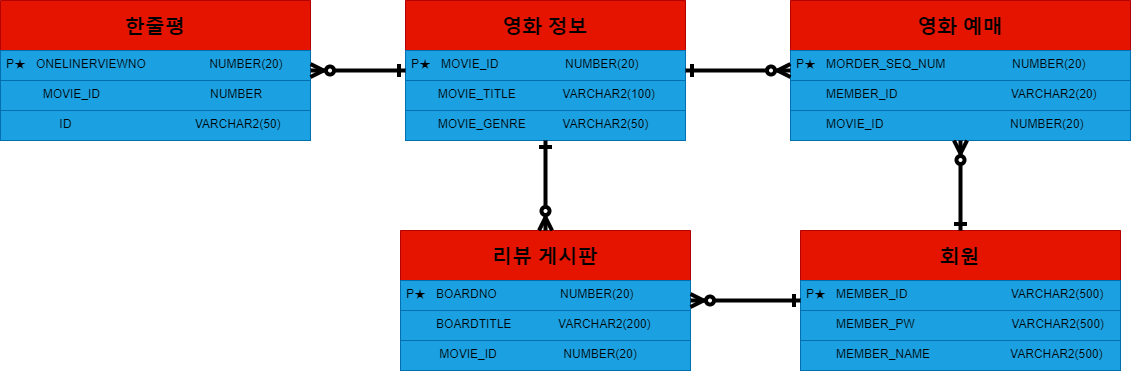 한줄평
P★ ONELINERVIEWNO NUMBER(20)
MOVIE_ID NUMBER
ID VARCHAR2(50)
영화 정보
P★ MOVIE_ID NUMBER(20)
MOVIE_TITLE VARCHAR2(100)
MOVIE_GENRE VARCHAR2(50)
영화 예매
P★ MORDER_SEQ_NUM NUMBER(20)
MEMBER_ID VARCHAR2(20)
MOVIE_ID NUMBER(20)
리뷰 게시판
P★ BOARDNO NUMBER(20)
BOARDTITLE VARCHAR2(200)
MOVIE_ID NUMBER(20)
회원
P★ MEMBER_ID VARCHAR2(500)
MEMBER_PW VARCHAR2(500)
MEMBER_NAME VARCHAR2(500)